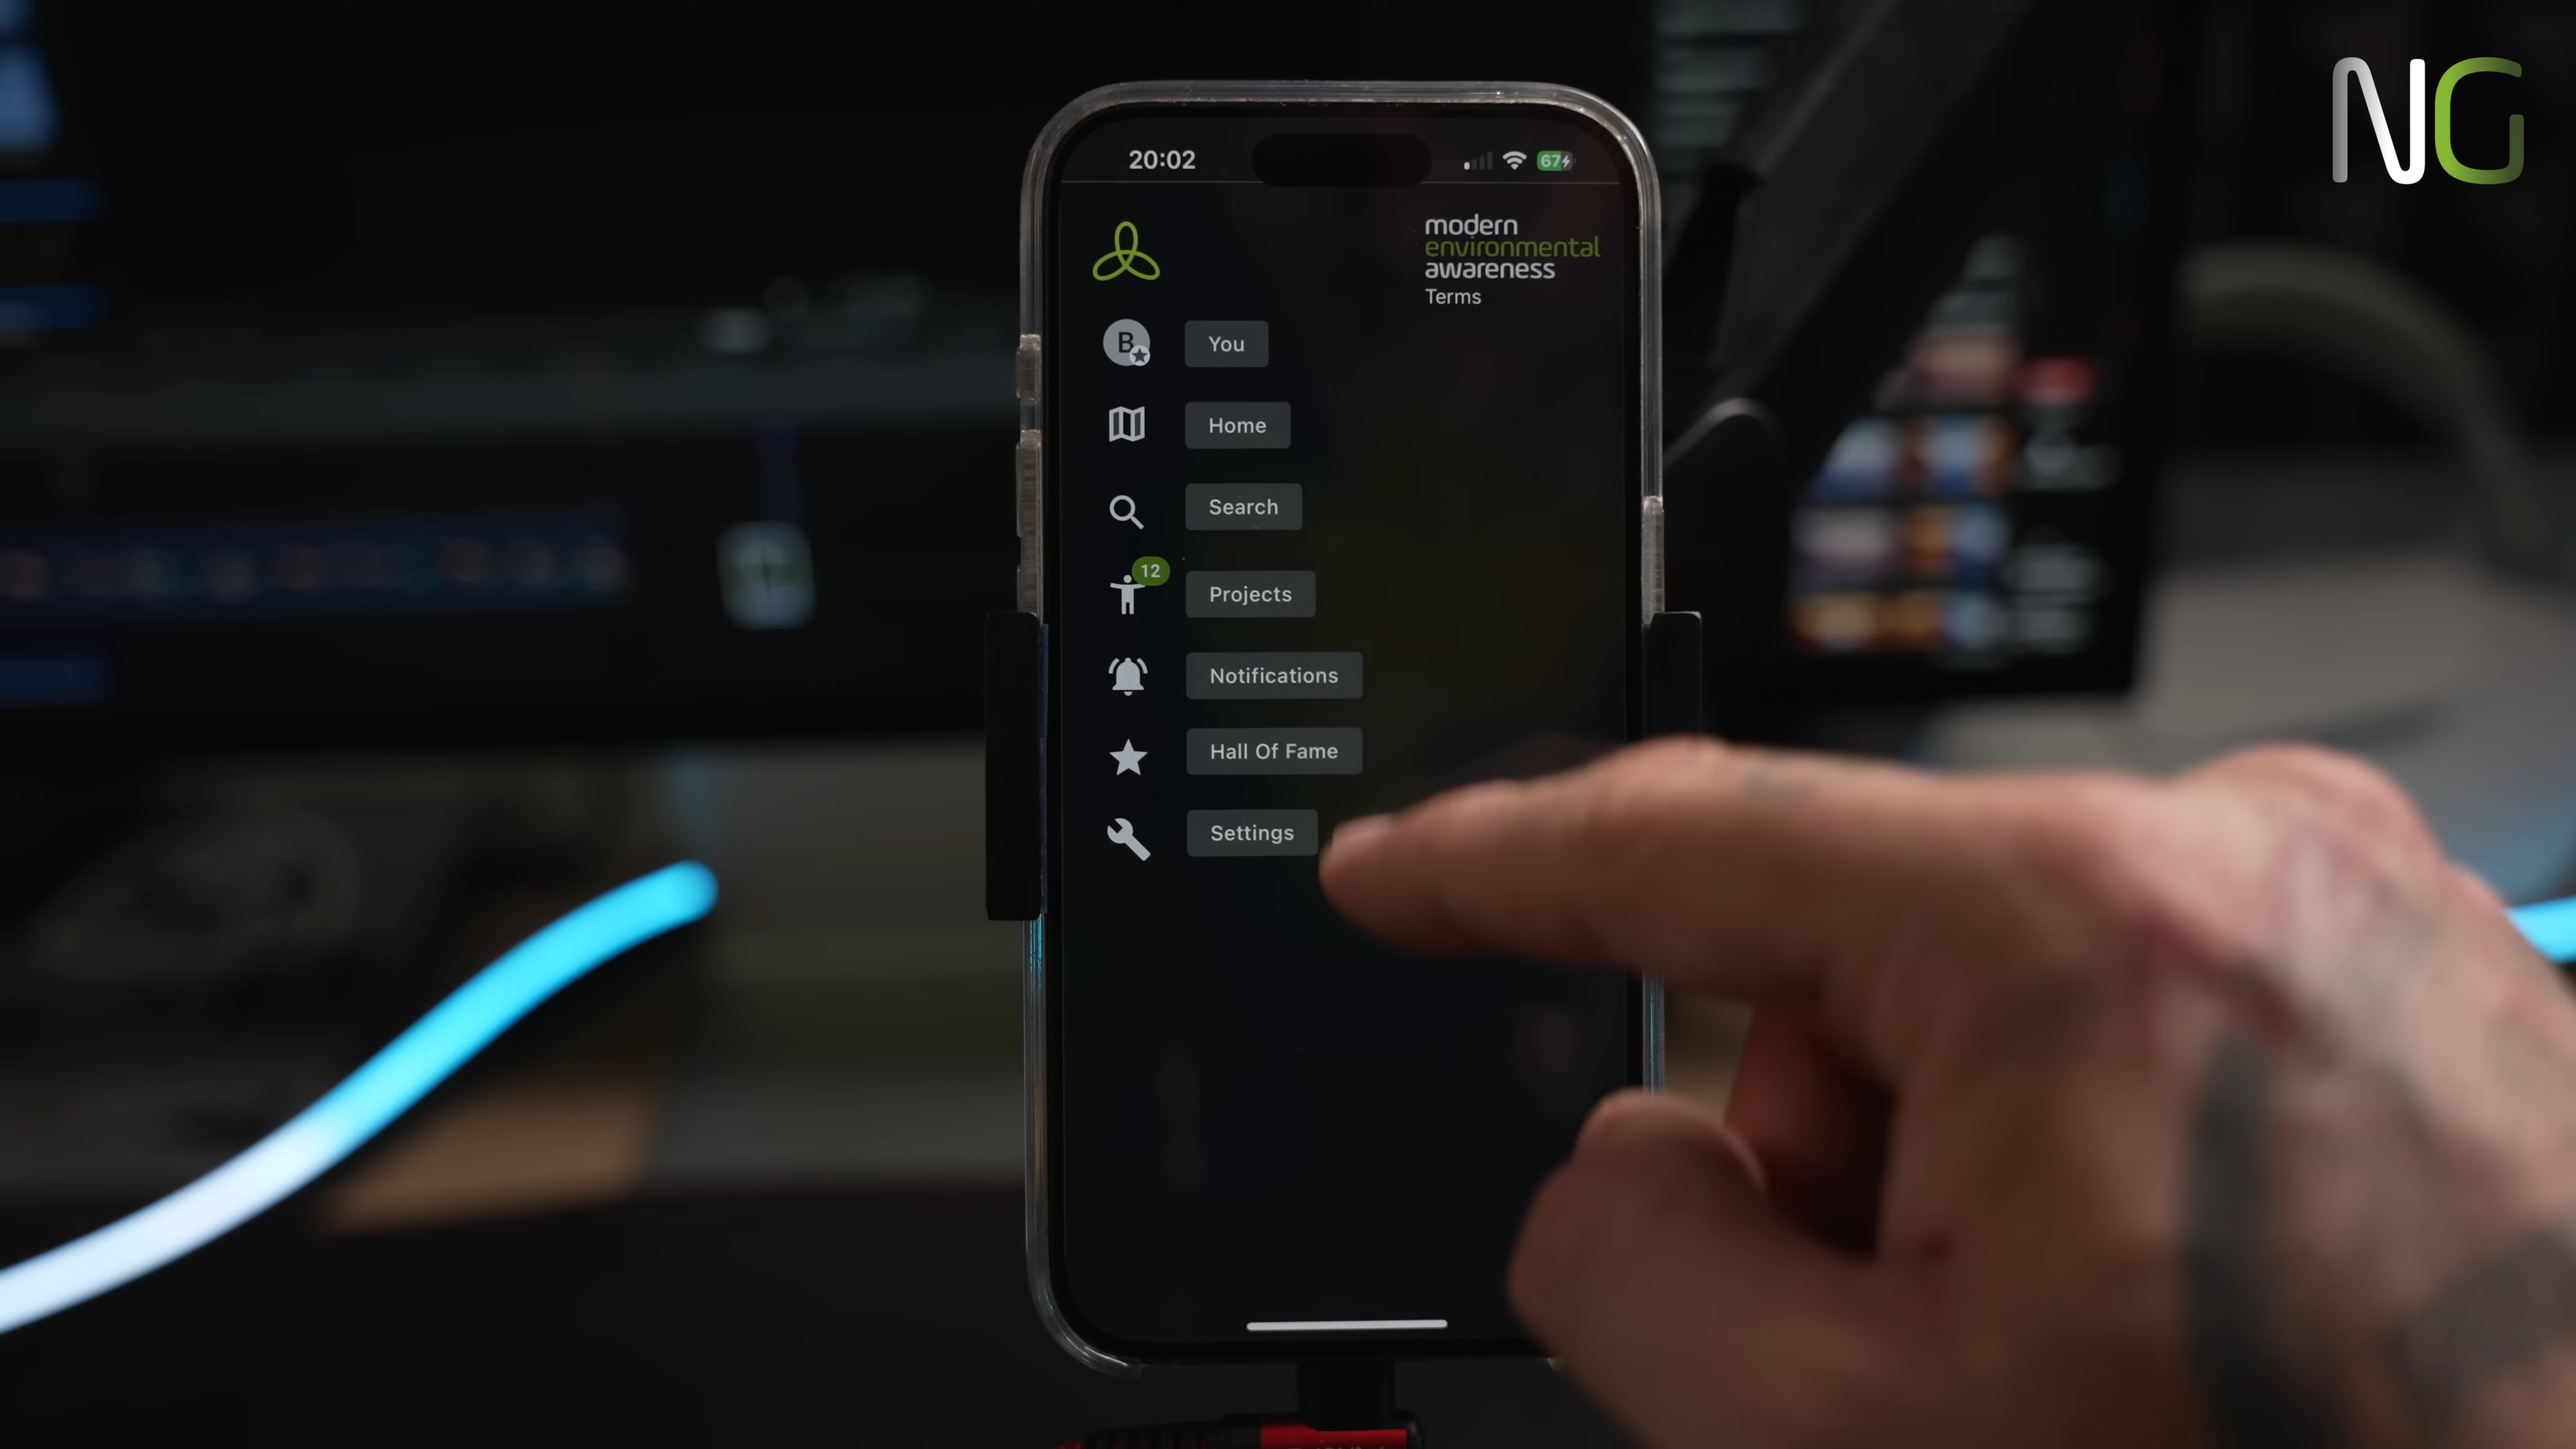 NG
20:02
67
modern
environmental
awareness
Terms
B
You
Home
Search
12
Projects
Notifications
Hall Of Fame
Settings